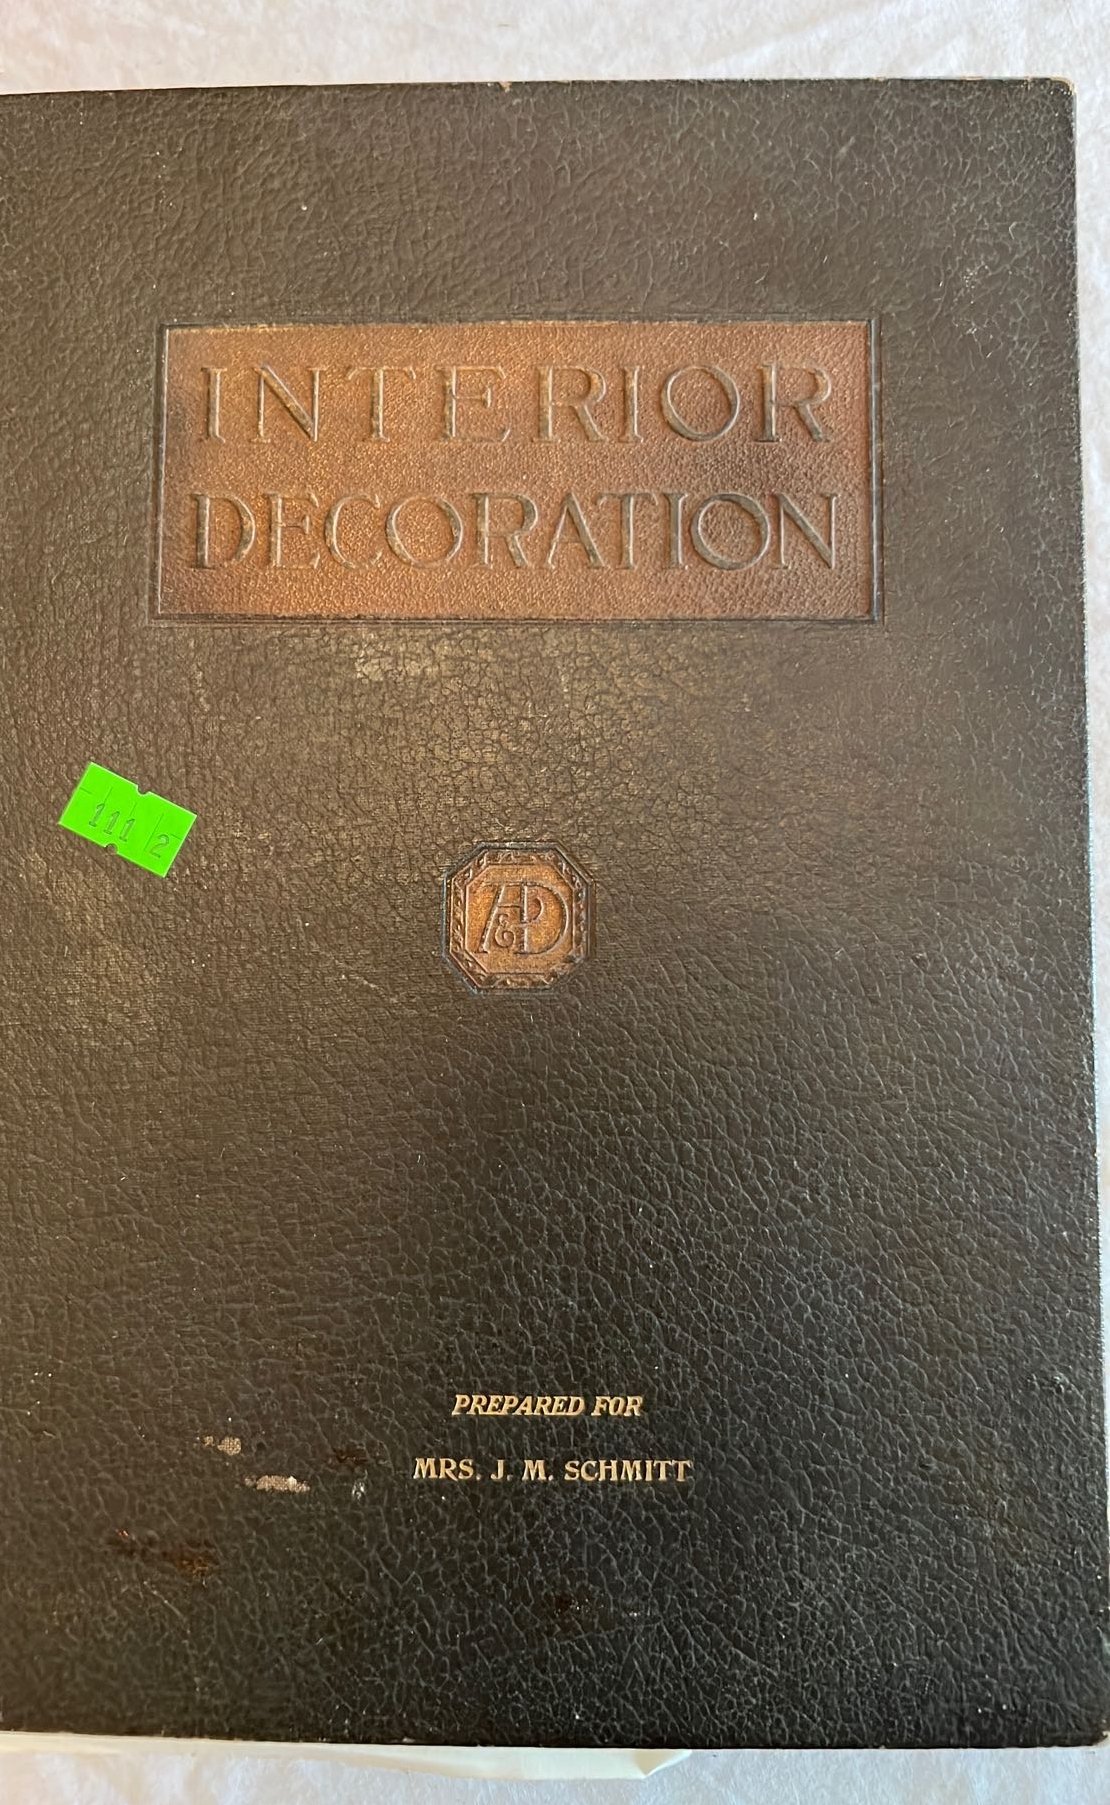 INTERIOR
DECORATION
111 2
A&D
PREPARED FOR
MRS. J. M. SCHMITT